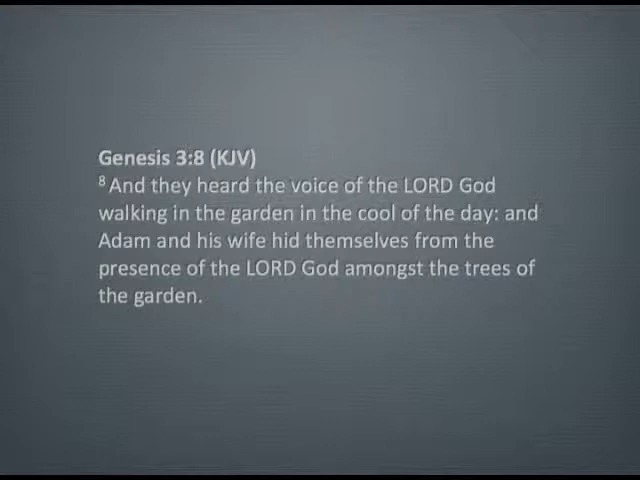 Genesis 3:8 (KJV)
8 And they heard the voice of the LORD God
walking in the garden in the cool of the day: and
Adam and his wife hid themselves from the
presence of the LORD God amongst the trees of
the garden.